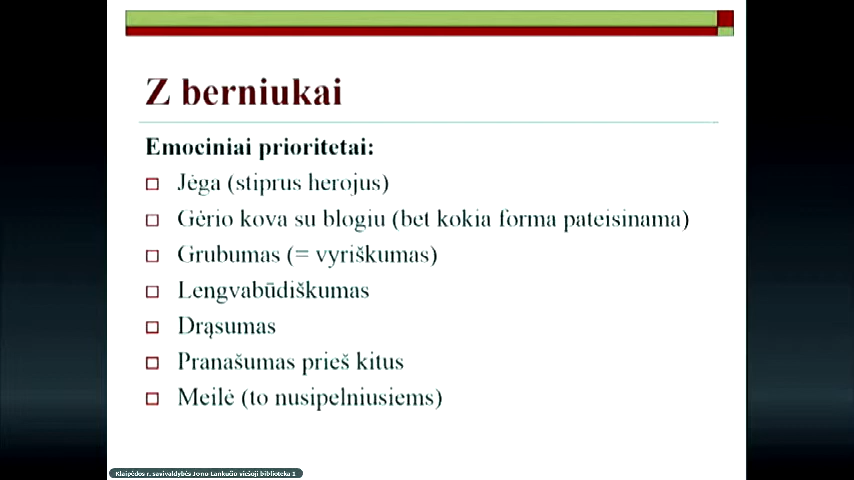 Z berniukai
Emociniai prioritetai:
Jėga (stiprus herojus)
Gėrio kova su blogiu (bet kokia forma pateisinama)
Grubumas (= vyriškumas)
Lengvabūdiškumas
Drąsumas
Pranašumas prieš kitus
Meilė (to nusipelniusiems)
Klaipėdos r. savivaldybės Jono Lankučio viešoji biblioteka 1